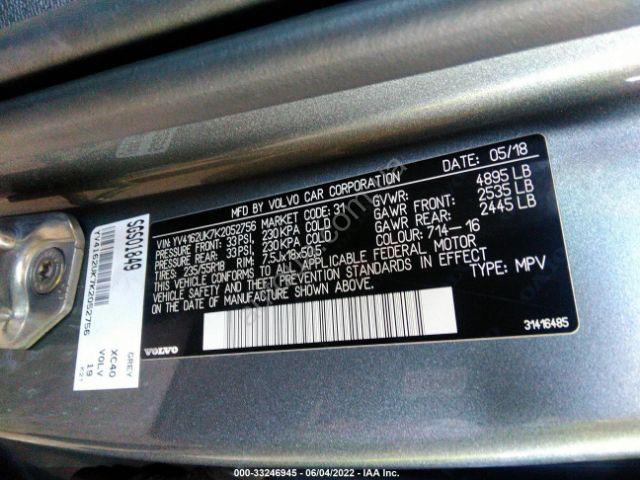 MFD BY VOLVO CAR CORPORATION
DATE: 05/18
VIN: YV4162UK7K2052756 MARKET CODE: 31
PRESSURE FRONT: 33 PSI, 230 KPA COLD
PRESSURE REAR: 33 PSI, 230 KPA COLD
TIRES: 235/55R18 RIM: 7.5Jx18x50.5
GVWR: 4895 LB
GAWR FRONT: 2535 LB
GAWR REAR: 2445 LB
COLOUR: 714-16
THIS VEHICLE CONFORMS TO ALL APPLICABLE FEDERAL MOTOR
VEHICLE SAFETY AND THEFT PREVENTION STANDARDS IN EFFECT ON THE DATE OF
MANUFACTURE SHOWN ABOVE.
TYPE: MPV
VOLVO
31416485
YV4162UK7K2052756
GREY
XC40
VOLV
19
K21
000-33246945 - 06/04/2022 - IAA Inc.